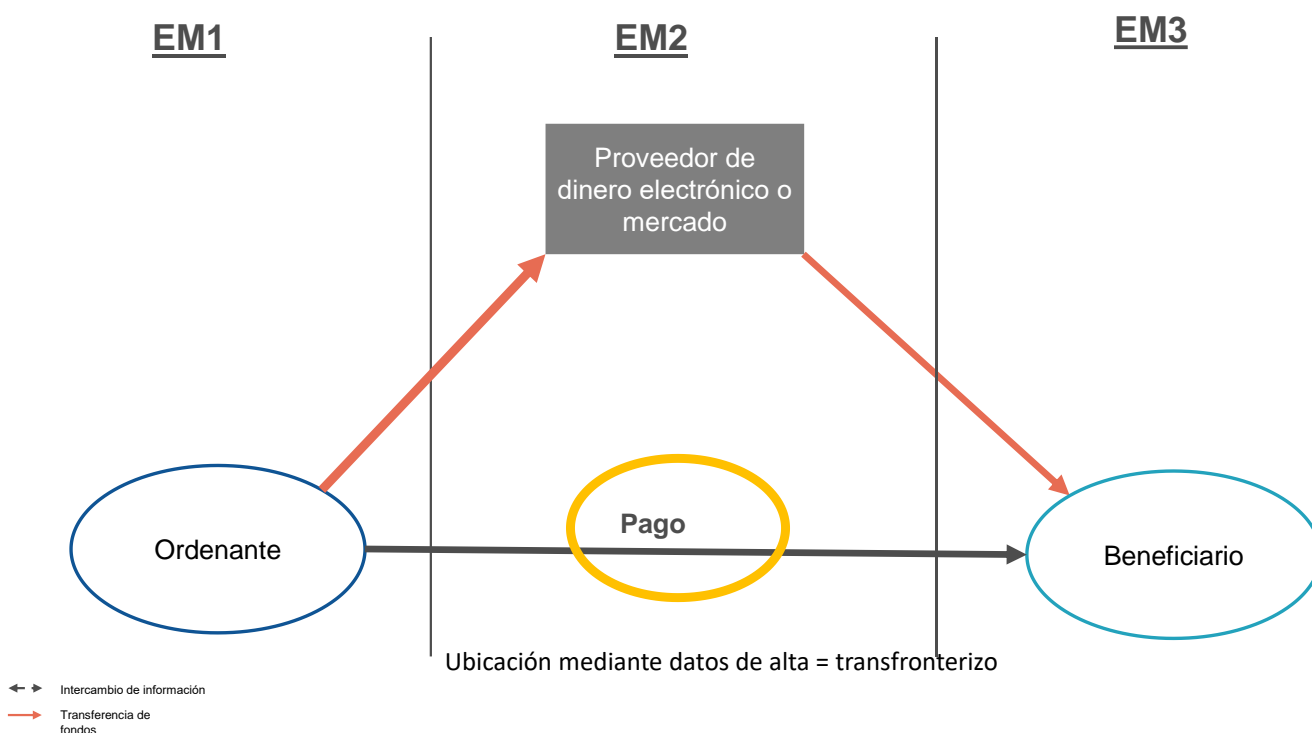 EM1
EM2
EM3
Proveedor de
dinero electrónico o
mercado
Pago
Ordenante
Beneficiario
Ubicación mediante datos de alta = transfronterizo
Intercambio de información
Transferencia de
fondos